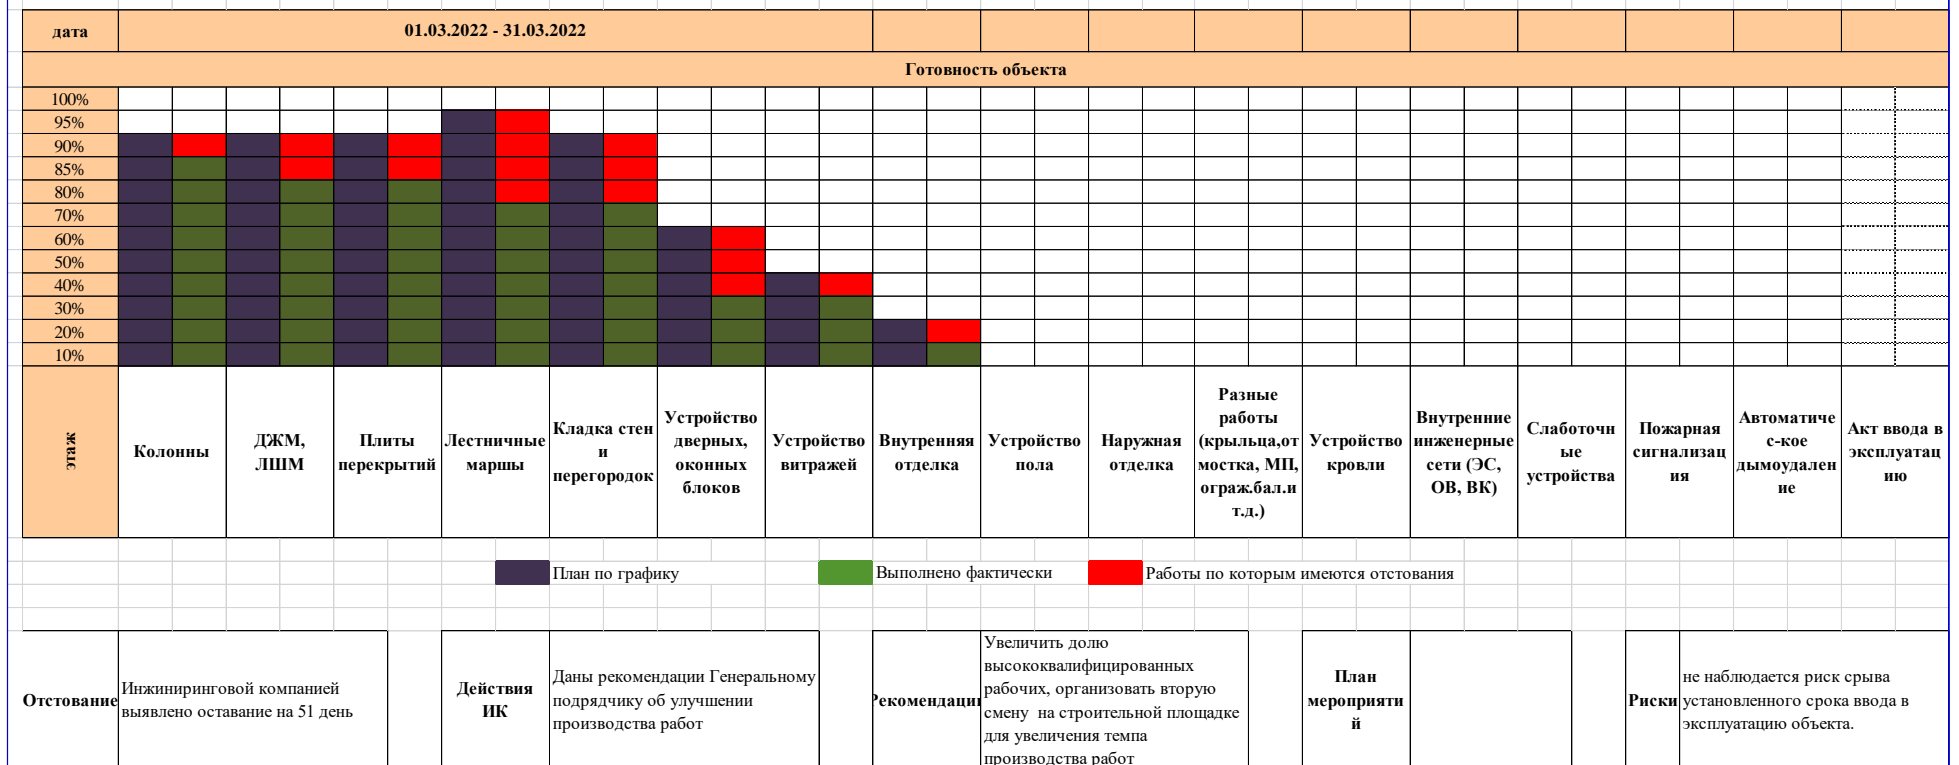 дата
01.03.2022 - 31.03.2022
Готовность объекта
100%
95%
90%
85%
80%
70%
60%
50%
40%
30%
20%
10%
этаж
Колонны
ДЖМ,
ЛШМ
Плиты
перекрытий
Лестничные
марши
Кладка стен
и
перегородок
Устройство
дверных,
оконных
блоков
Устройство
витражей
Внутренняя
отделка
Устройство
пола
Наружная
отделка
Разные
работы
(крыльца,от
мостка, МП,
ограж.бал.и
т.д.)
Устройство
кровли
Внутренние
инженерные
сети (ЭС,
ОВ, ВК)
Слаботочн
ые
устройства
Пожарная
сигнализац
ия
Автоматиче
с-кое
дымоудален
ие
Акт ввода в
эксплуатац
ию
План по графику
Выполнено фактически
Работы по которым имеются отстования
Отстование
Инжиниринговой компанией
выявлено оставание на 51 день
Действия
ИК
Даны рекомендации Генеральному
подрядчику об улучшении
производства работ
Рекомендации
Увеличить долю
высококвалифицированных
рабочих, организовать вторую
смену на строительной площадке
для увеличения темпа
производства работ
План
мероприяти
й
Риски
не наблюдается риск срыва
установленного срока ввода в
эксплуатацию объекта.